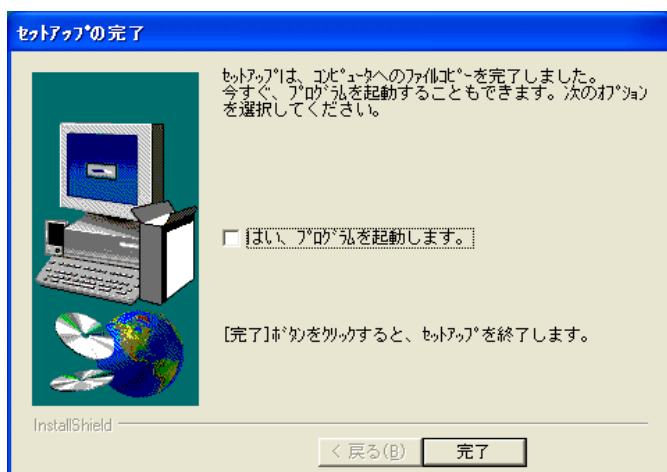 ｾｯﾄｱｯﾌﾟの完了
ｾｯﾄｱｯﾌﾟは、ｺﾝﾋﾟｭｰﾀへのﾌｧｲﾙｺﾋﾟｰを完了しました。
今すぐ、ﾌﾟﾛｸﾞﾗﾑを起動することもできます。次のｵﾌﾟｼｮﾝ
を選択してください。
はい、ﾌﾟﾛｸﾞﾗﾑを起動します。
[完了]ﾎﾞﾀﾝをｸﾘｯｸすると、ｾｯﾄｱｯﾌﾟを終了します。
InstallShield
< 戻る(B)
完了